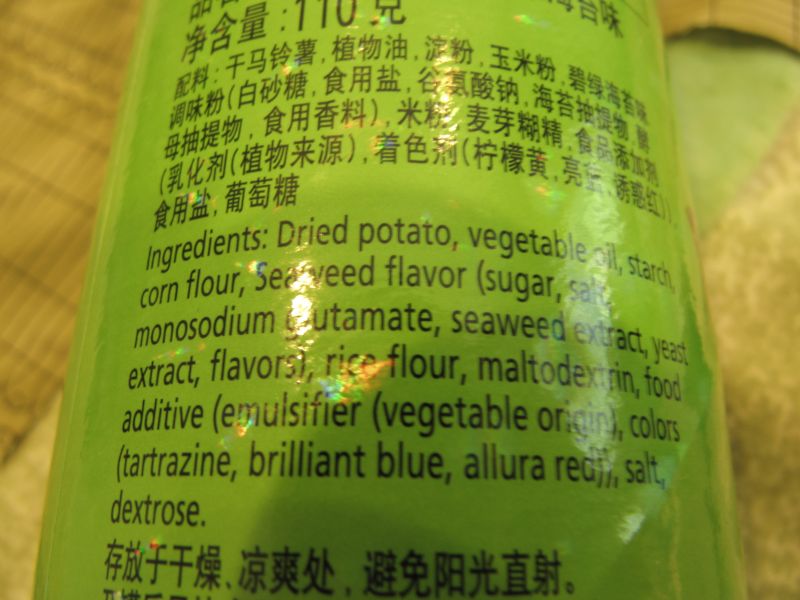 净含量:110 克
配料:干马铃薯,植物油,淀粉,玉米粉,碧绿海苔味
调味粉(白砂糖,食用盐,谷氨酸钠,海苔抽提物,酵
母抽提物,食用香料),米粉,麦芽糊精,食品添加剂
(乳化剂(植物来源),着色剂(柠檬黄,亮蓝,诱惑红)),
食用盐,葡萄糖
Ingredients: Dried potato, vegetable oil, starch,
corn flour, Seaweed flavor (sugar, salt,
monosodium glutamate, seaweed extract, yeast
extract, flavors), rice flour, maltodextrin, food
additive (emulsifier (vegetable origin), colors
(tartrazine, brilliant blue, allura red)), salt,
dextrose.
存放于干燥、凉爽处,避免阳光直射。